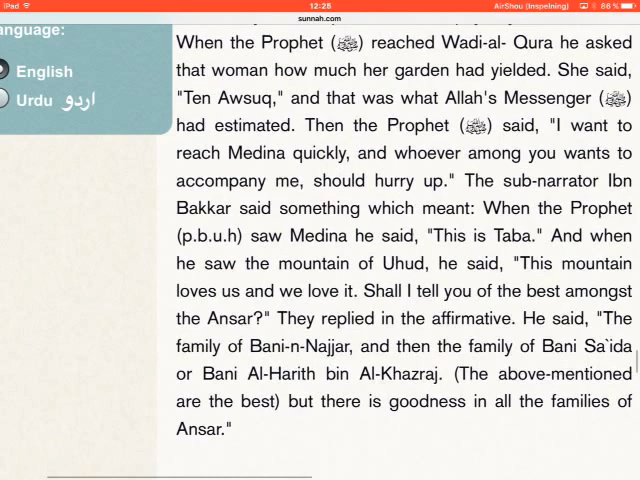 iPad 12:25 AirShou (Inspelning) 86 %
sunnah.com
anguage:
English
Urdu اردو
When the Prophet (ﷺ) reached Wadi-al- Qura he asked
that woman how much her garden had yielded. She said,
"Ten Awsuq," and that was what Allah's Messenger (ﷺ)
had estimated. Then the Prophet (ﷺ) said, "I want to
reach Medina quickly, and whoever among you wants to
accompany me, should hurry up." The sub-narrator Ibn
Bakkar said something which meant: When the Prophet
(p.b.u.h) saw Medina he said, "This is Taba." And when
he saw the mountain of Uhud, he said, "This mountain
loves us and we love it. Shall I tell you of the best amongst
the Ansar?" They replied in the affirmative. He said, "The
family of Bani-n-Najjar, and then the family of Bani Sa`ida
or Bani Al-Harith bin Al-Khazraj. (The above-mentioned
are the best) but there is goodness in all the families of
Ansar."